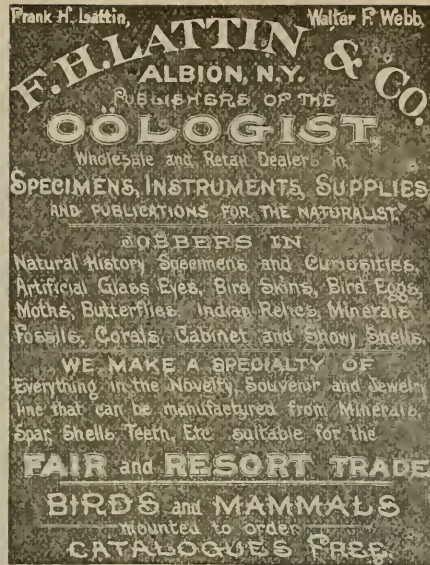 Frank H. Lattin, Walter F. Webb,
F. H. LATTIN & CO.
ALBION, N.Y.
PUBLISHERS OF THE
OÖLOGIST,
Wholesale and Retail Dealers in
SPECIMENS, INSTRUMENTS, SUPPLIES
AND PUBLICATIONS FOR THE NATURALIST.
JOBBERS IN
Natural History Specimens and Curiosities,
Artificial Glass Eyes, Bird Skins, Bird Eggs,
Moths, Butterflies. Indian Relics, Minerals
Fossils, Corals, Cabinet and Showy Shells.
WE MAKE A SPECIALTY OF
Everything in the Novelty, Souvenir and Jewelry
line that can be manufactured from Minerals,
Spar, Shells, Teeth, Etc suitable for the
FAIR and RESORT TRADE
BIRDS and MAMMALS
mounted to order
CATALOGUES FREE.